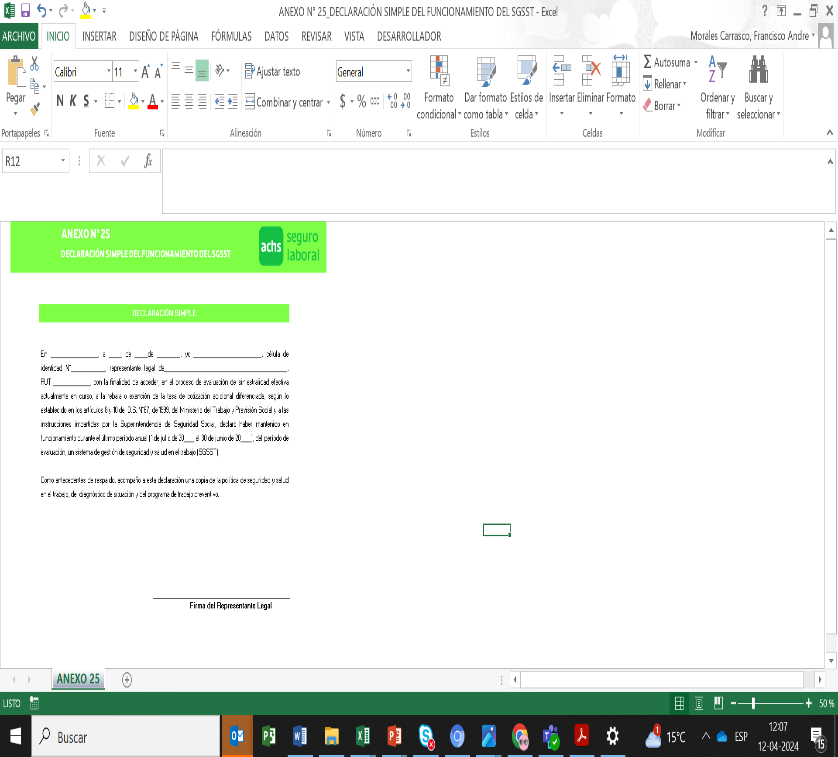 ANEXO N° 25_DECLARACIÓN SIMPLE DEL FUNCIONAMIENTO DEL SGSST - Excel
ARCHIVO INICIO INSERTAR DISEÑO DE PÁGINA FÓRMULAS DATOS REVISAR VISTA DESARROLLADOR Morales Carrasco, Francisco Andre
Calibri 11 Ajustar texto General Autosuma
Rellenar
Pegar N K S Combinar y centrar $ % 000 Formato condicional Dar formato como tabla Estilos de celda Insertar Eliminar Formato Borrar Ordenar y filtrar Buscar y seleccionar
Portapapeles Fuente Alineación Número Estilos Celdas Modificar
R12 fx
ANEXO N° 25
DECLARACIÓN SIMPLE DEL FUNCIONAMIENTO DEL SGSST
achs seguro laboral
DECLARACIÓN SIMPLE
En ______________, a ____ de ____de _______, yo ____________________, cédula de
identidad N°__________, representante legal de____________________________________,
RUT ___________, con la finalidad de acceder, en el proceso de evaluación de siniestralidad efectiva
actualmente en curso, a la rebaja o exención de la tasa de cotización adicional diferenciada, según lo
establecido en los artículos 8 y 10 del D.S. N°67, de 1999, del Ministerio del Trabajo y Previsión Social y a las
instrucciones impartidas por la Superintendencia de Seguridad Social, declaro haber mantenido en
funcionamiento durante el último período anual (1° de julio de 20___ al 30 de junio de 20___), del período de
evaluación, un sistema de gestión de seguridad y salud en el trabajo (SGSST)
Como antecedentes de respaldo, acompaño a esta declaración una copia de la política de seguridad y salud
en el trabajo, del diagnóstico de situación y del programa de trabajo preventivo.
Firma del Representante Legal
ANEXO 25
LISTO 50 %
Buscar 15°C ESP 12:07
12-04-2024 15